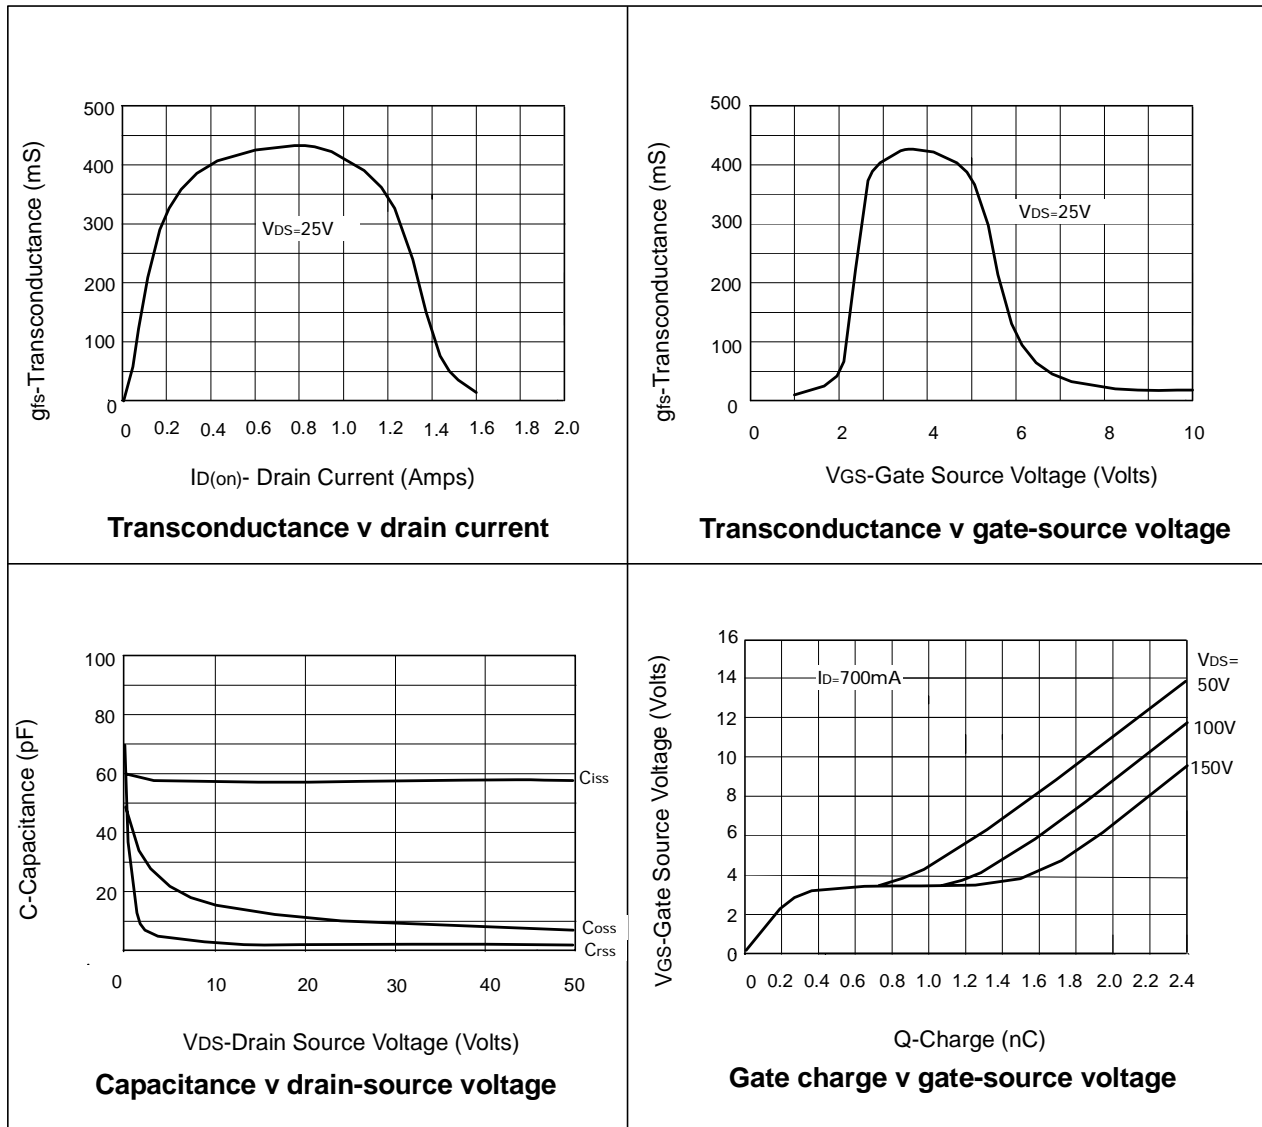 500
400
300
200
100
0
gfs-Transconductance (mS)
VDS=25V
0 0.2 0.4 0.6 0.8 1.0 1.2 1.4 1.6 1.8 2.0
ID(on)- Drain Current (Amps)
Transconductance v drain current
500
400
300
200
100
0
gfs-Transconductance (mS)
VDS=25V
0 2 4 6 8 10
VGS-Gate Source Voltage (Volts)
Transconductance v gate-source voltage
100
80
60
40
20
0
C-Capacitance (pF)
Ciss
Coss
Crss
0 10 20 30 40 50
VDS-Drain Source Voltage (Volts)
Capacitance v drain-source voltage
16
14
12
10
8
6
4
2
0
VGS-Gate Source Voltage (Volts)
ID=700mA
VDS=
50V
100V
150V
0 0.2 0.4 0.6 0.8 1.0 1.2 1.4 1.6 1.8 2.0 2.2 2.4
Q-Charge (nC)
Gate charge v gate-source voltage